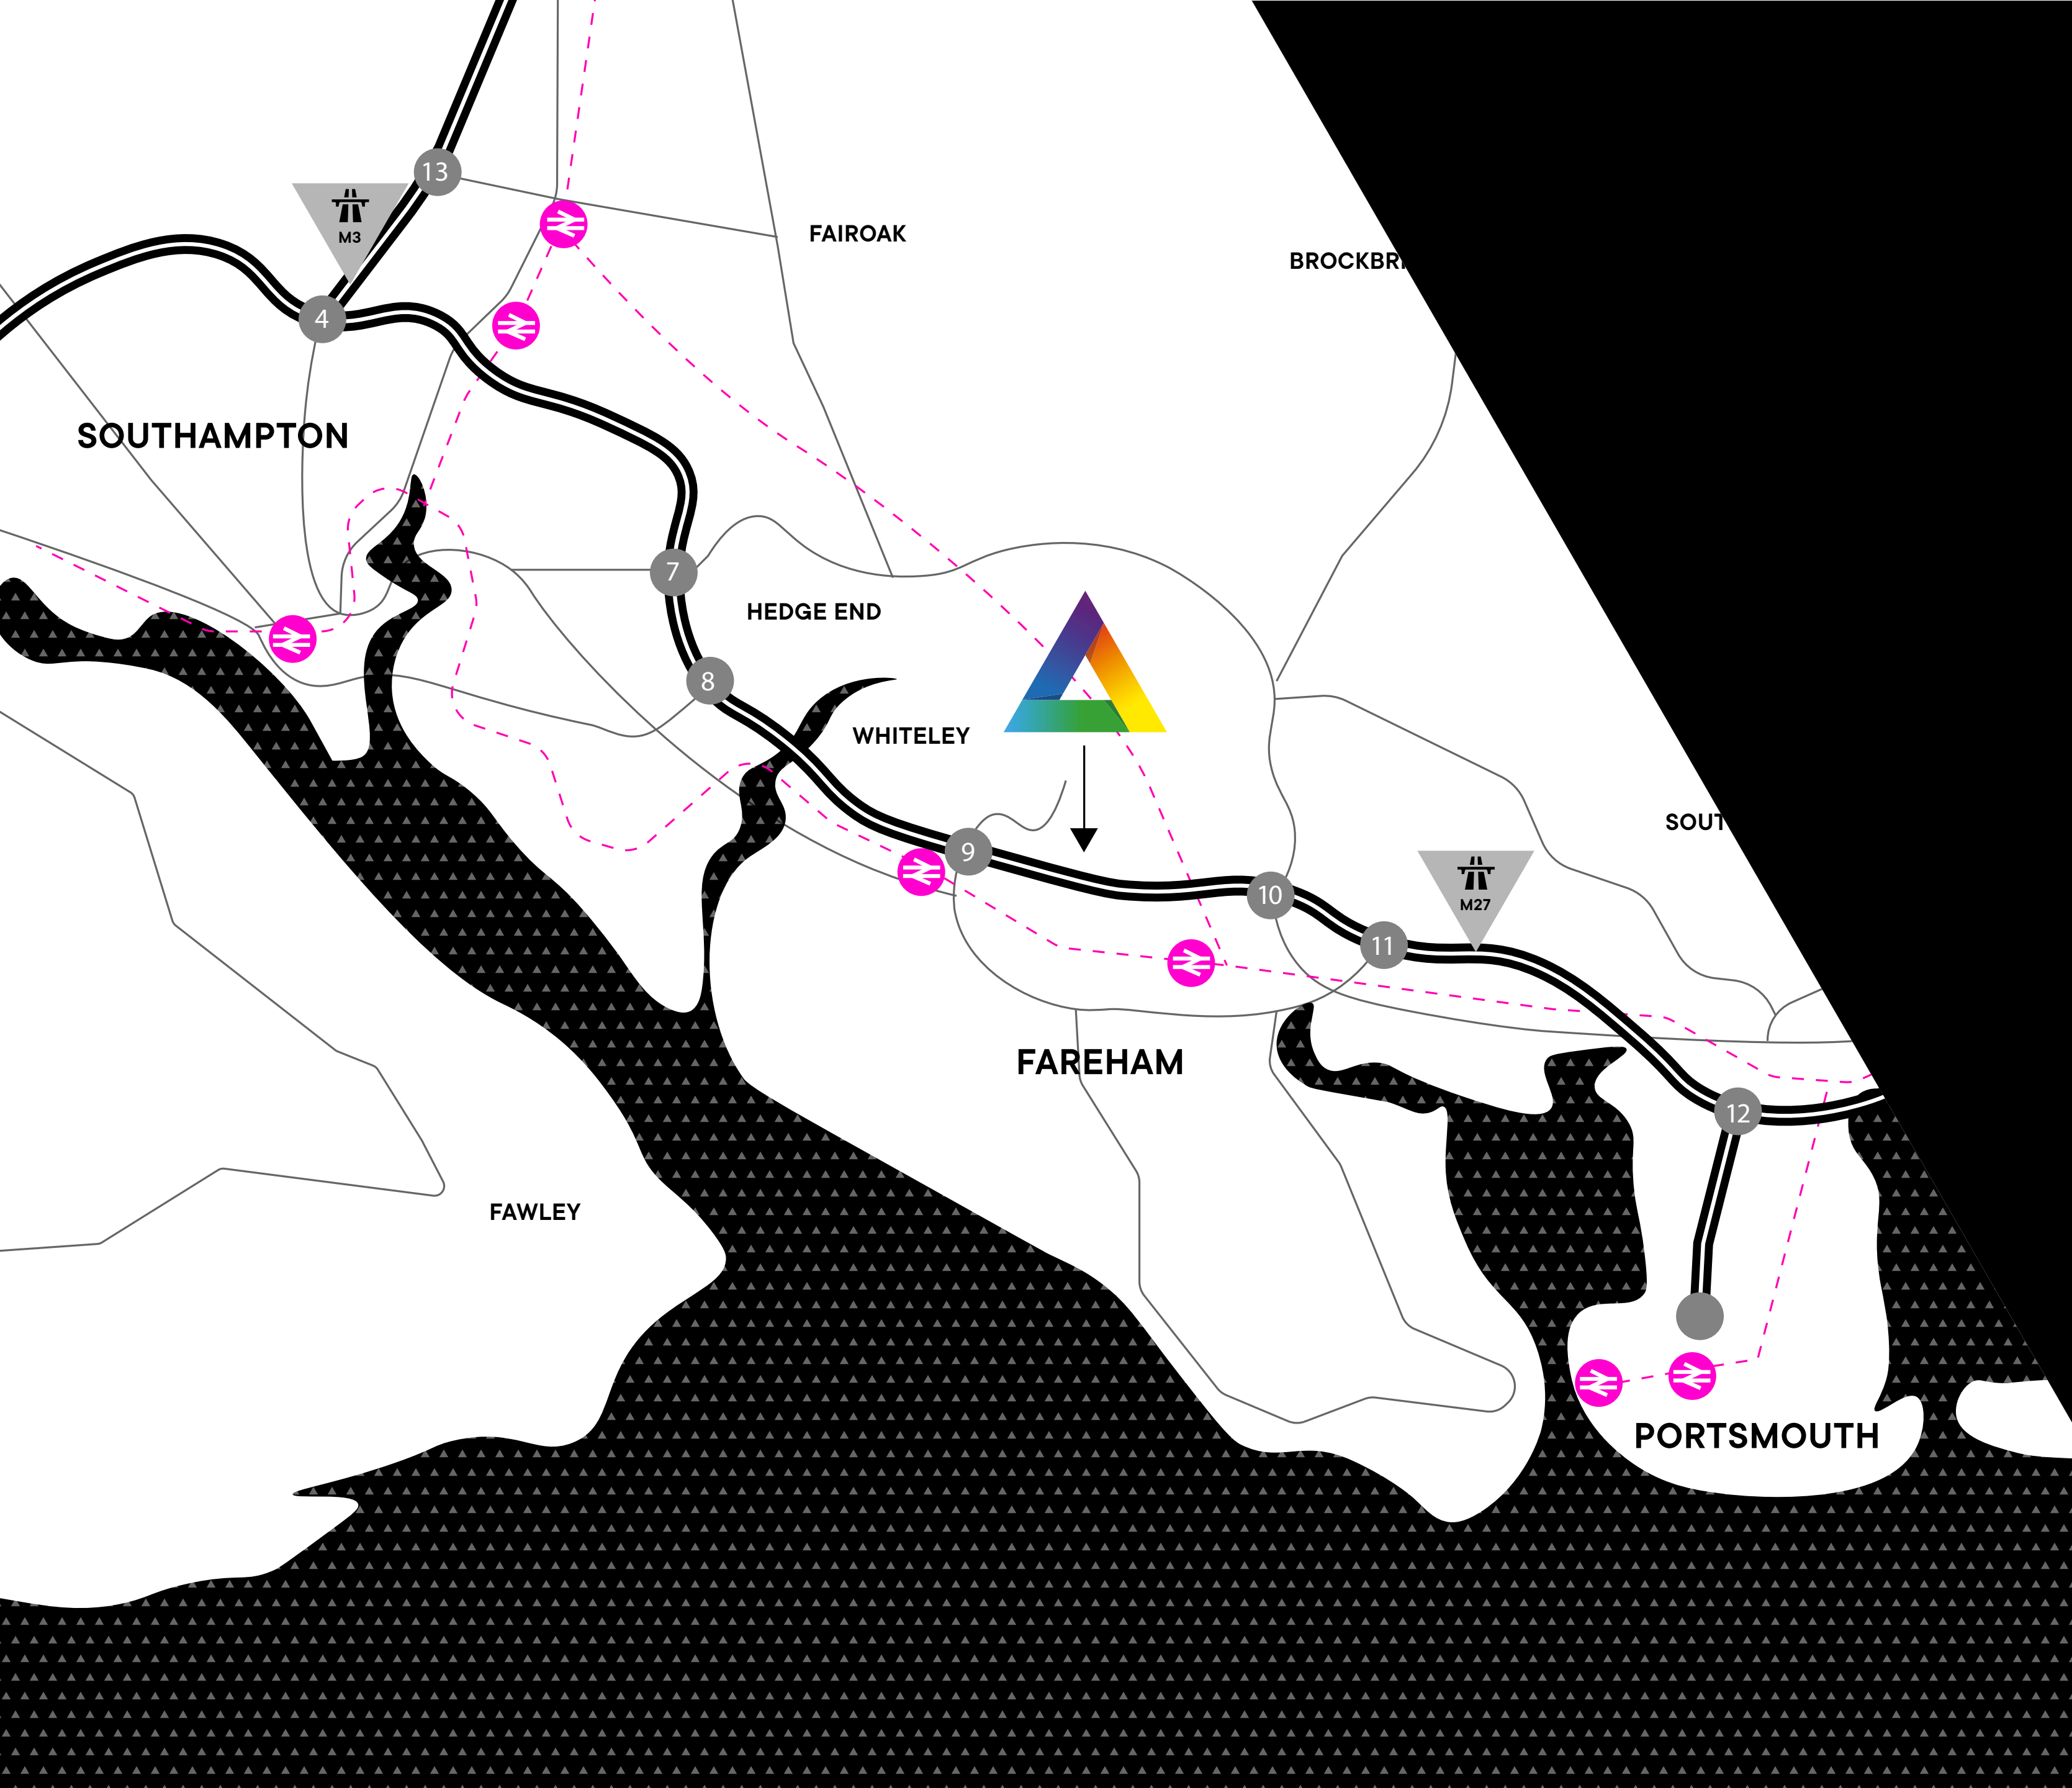 13
M3
FAIROAK
BROCKBRI
4
SOUTHAMPTON
7
HEDGE END
8
WHITELEY
SOUT
9
10
M27
11
FAREHAM
12
FAWLEY
PORTSMOUTH